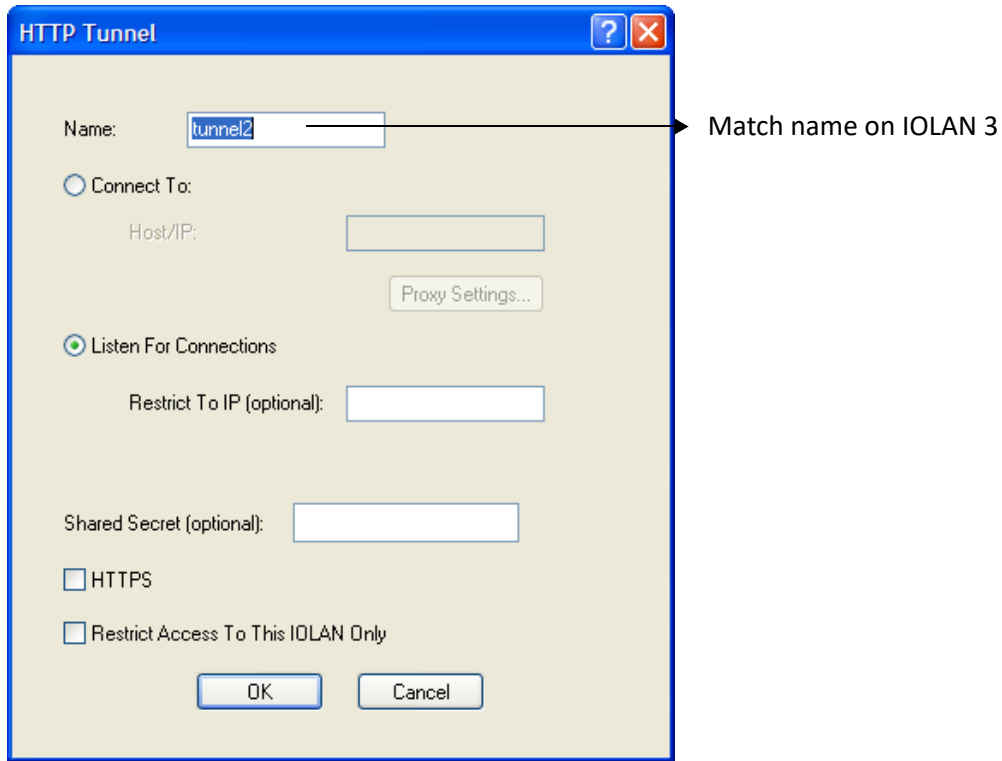 HTTP Tunnel
Name: tunnel2 Match name on IOLAN 3
Connect To:
Host/IP:
Proxy Settings...
Listen For Connections
Restrict To IP (optional):
Shared Secret (optional):
HTTPS
Restrict Access To This IOLAN Only
OK Cancel